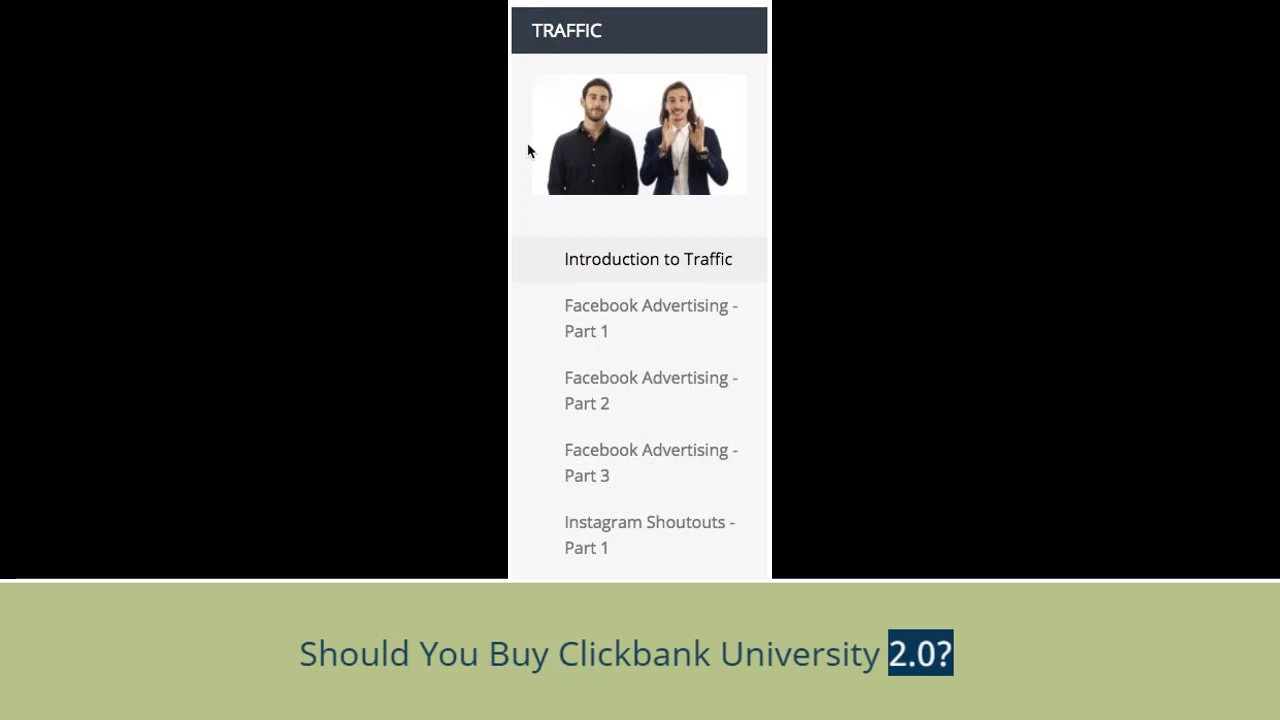 TRAFFIC
Introduction to Traffic
Facebook Advertising -
Part 1
Facebook Advertising -
Part 2
Facebook Advertising -
Part 3
Instagram Shoutouts -
Part 1
Should You Buy Clickbank University 2.0?